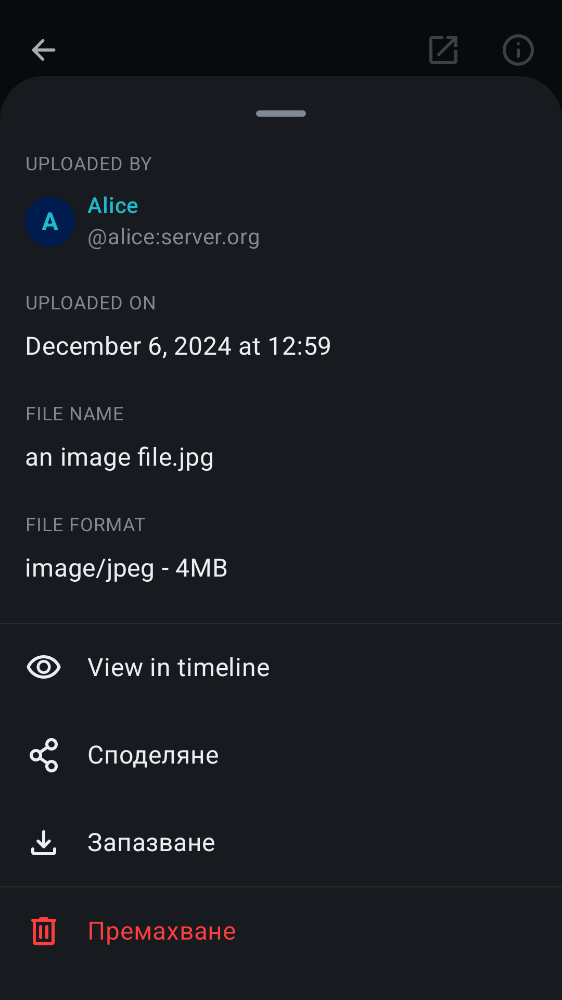 UPLOADED BY
A
Alice
@alice:server.org
UPLOADED ON
December 6, 2024 at 12:59
FILE NAME
an image file.jpg
FILE FORMAT
image/jpeg - 4MB
View in timeline
Споделяне
Запазване
Премахване